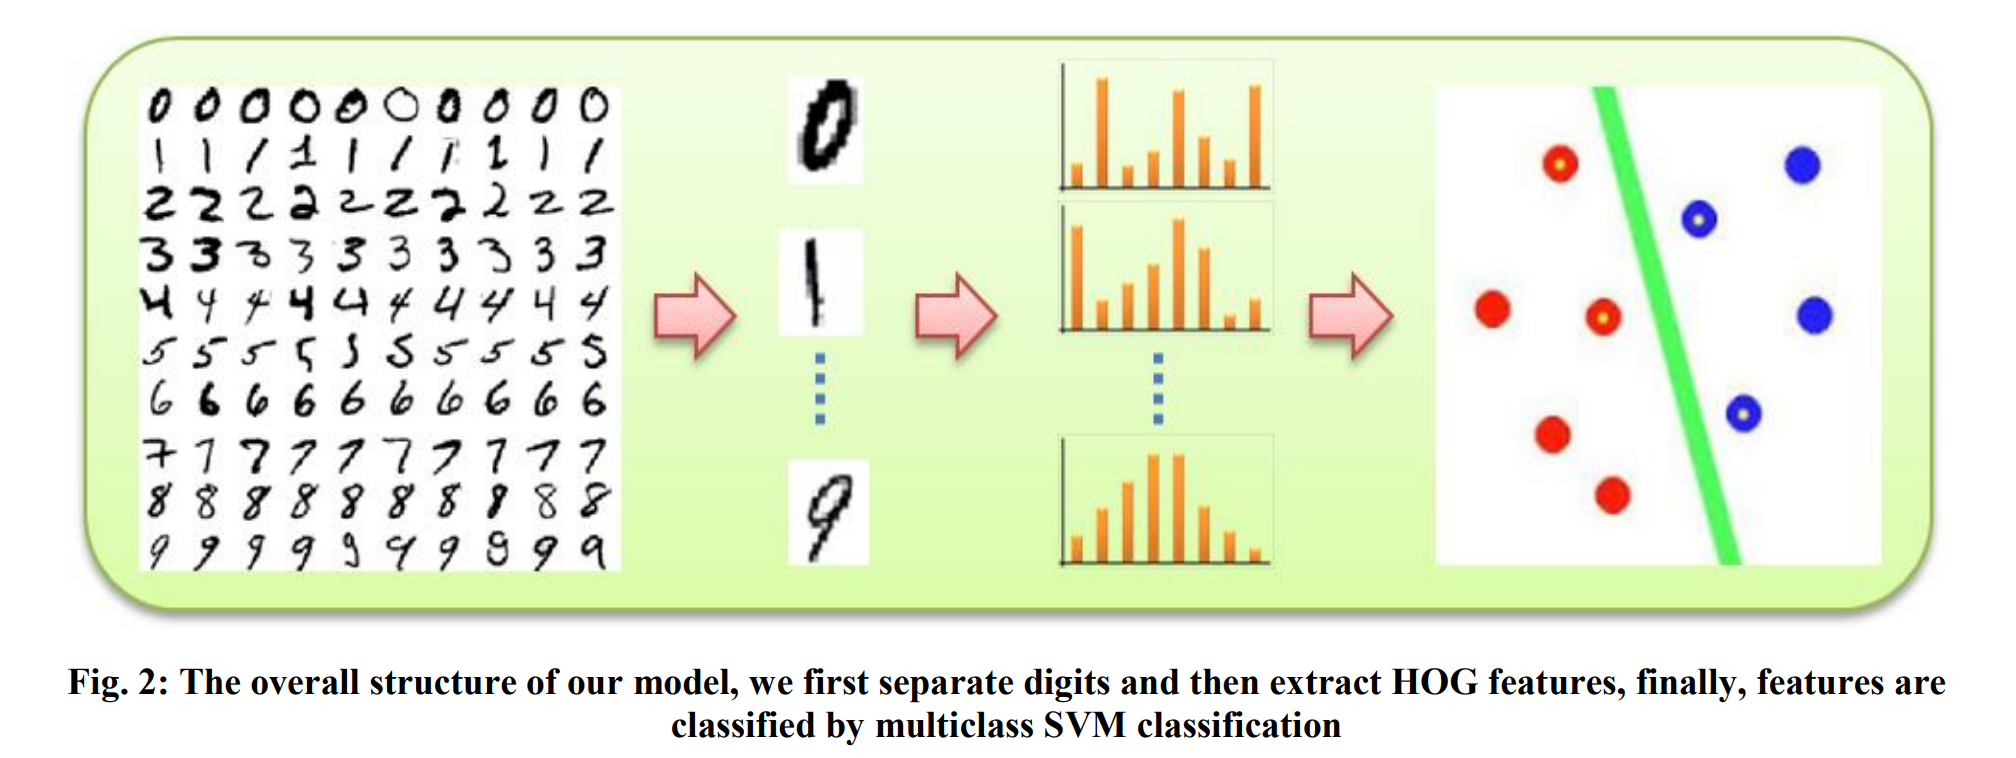 0 0 0 0 0 0 0 0 0 0
1 1 1 1 1 1 1 1 1 1
2 2 2 2 2 2 2 2 2 2
3 3 3 3 3 3 3 3 3 3
4 4 4 4 4 4 4 4 4 4
5 5 5 5 5 5 5 5 5 5
6 6 6 6 6 6 6 6 6 6
7 7 7 7 7 7 7 7 7 7
8 8 8 8 8 8 8 8 8 8
9 9 9 9 9 9 9 9 9 9
0
1
9
Fig. 2: The overall structure of our model, we first separate digits and then extract HOG features, finally, features are
classified by multiclass SVM classification